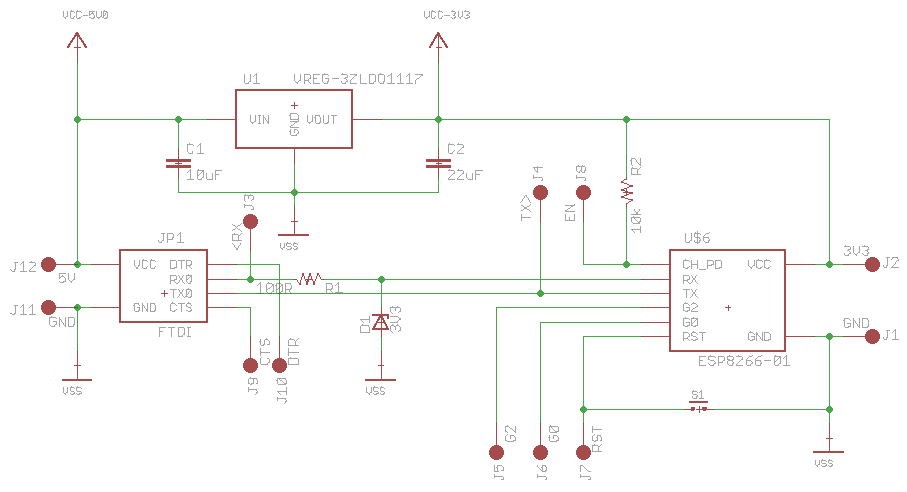 VCC-5V0
VCC-3V3
U1
VREG-3ZLDO1117
VIN
GND
VOUT
C1
10uF
C2
22uF
VSS
J3
<RX
J4
TX>
J8
EN
R2
10k
JP1
VCC
DTR
RX0
TX0
GND
CTS
FTDI
J12
5V
J11
GND
VSS
100R
R1
D1
3V3
VSS
CTS
DTR
J9
J10
U$6
CH_PD
VCC
RX
TX
G2
G0
RST
GND
ESP8266-01
3V3
J2
GND
J1
S1
G2
G0
RST
J5
J6
J7
VSS